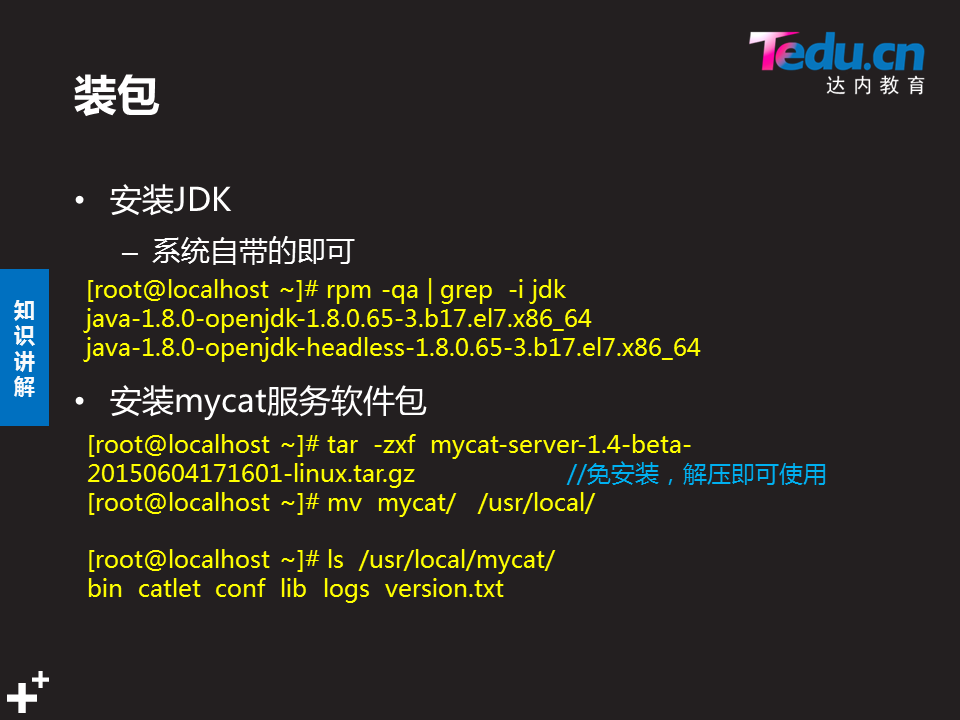 Tedu.cn
达内教育
装包
• 安装JDK
– 系统自带的即可
[root@localhost ~]# rpm -qa | grep -i jdk
java-1.8.0-openjdk-1.8.0.65-3.b17.el7.x86_64
java-1.8.0-openjdk-headless-1.8.0.65-3.b17.el7.x86_64
知识讲解
• 安装mycat服务软件包
[root@localhost ~]# tar -zxf mycat-server-1.4-beta-
20150604171601-linux.tar.gz //免安装，解压即可使用
[root@localhost ~]# mv mycat/ /usr/local/
[root@localhost ~]# ls /usr/local/mycat/
bin catlet conf lib logs version.txt